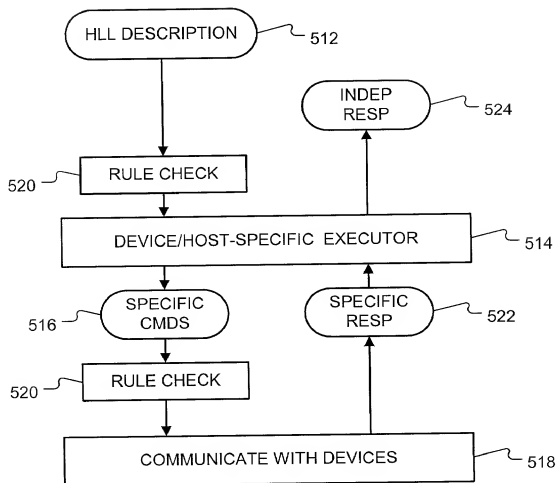 HLL DESCRIPTION
512
INDEP
RESP
524
520
RULE CHECK
DEVICE/HOST-SPECIFIC EXECUTOR
514
516
SPECIFIC
CMDS
SPECIFIC
RESP
522
520
RULE CHECK
COMMUNICATE WITH DEVICES
518